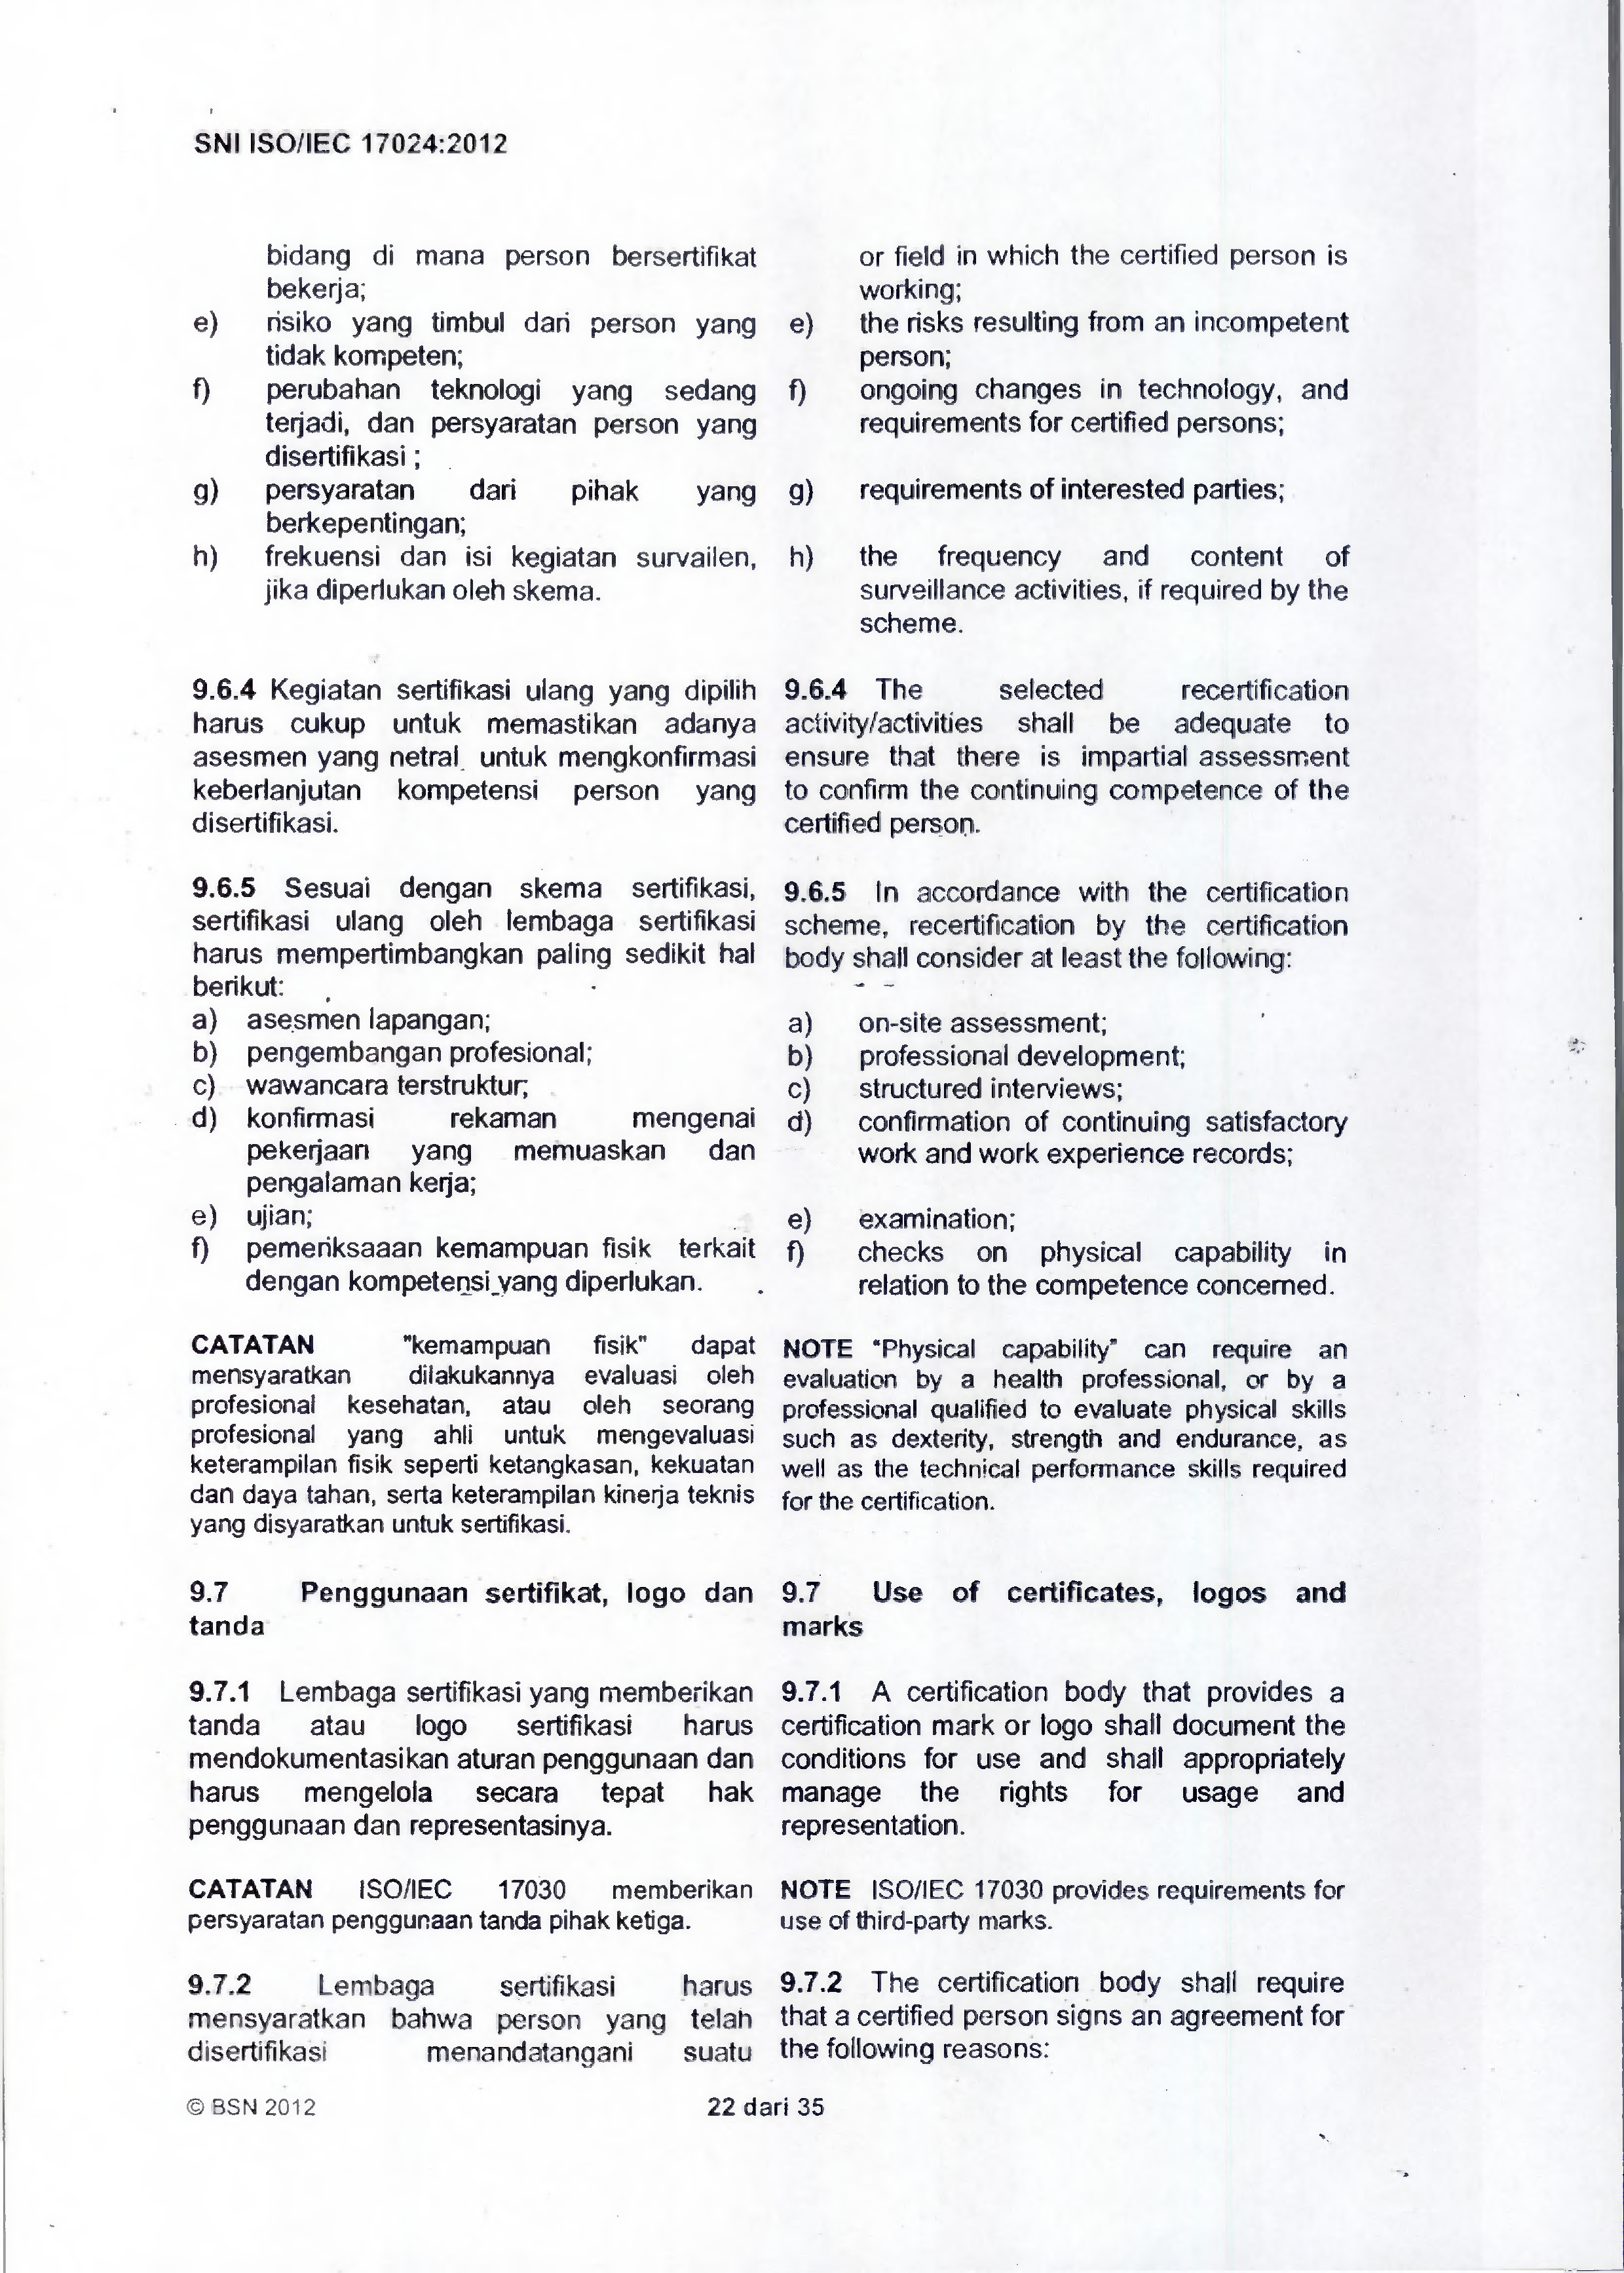 SNI ISO/IEC 17024:2012
bidang di mana person bersertifikat
bekerja;
e) risiko yang timbul dari person yang
tidak kompeten;
f) perubahan teknologi yang sedang
terjadi, dan persyaratan person yang
disertifikasi ;
g) persyaratan dari pihak yang
berkepentingan;
h) frekuensi dan isi kegiatan survailen,
jika diperlukan oleh skema.
9.6.4 Kegiatan sertifikasi ulang yang dipilih
harus cukup untuk memastikan adanya
asesmen yang netral untuk mengkonfirmasi
keberlanjutan kompetensi person yang
disertifikasi.
9.6.5 Sesuai dengan skema sertifikasi,
sertifikasi ulang oleh lembaga sertifikasi
harus mempertimbangkan paling sedikit hal
berikut:
a) asesmen lapangan;
b) pengembangan profesional;
c) wawancara terstruktur;
d) konfirmasi rekaman mengenai
pekerjaan yang memuaskan dan
pengalaman kerja;
e) ujian;
f) pemeriksaaan kemampuan fisik terkait
dengan kompetensi yang diperlukan.
CATATAN "kemampuan fisik" dapat
mensyaratkan dilakukannya evaluasi oleh
profesional kesehatan, atau oleh seorang
profesional yang ahli untuk mengevaluasi
keterampilan fisik seperti ketangkasan, kekuatan
dan daya tahan, serta keterampilan kinerja teknis
yang disyaratkan untuk sertifikasi.
9.7 Penggunaan sertifikat, logo dan
tanda
9.7.1 Lembaga sertifikasi yang memberikan
tanda atau logo sertifikasi harus
mendokumentasikan aturan penggunaan dan
harus mengelola secara tepat hak
penggunaan dan representasinya.
CATATAN ISO/IEC 17030 memberikan
persyaratan penggunaan tanda pihak ketiga.
9.7.2 Lembaga sertifikasi harus
mensyaratkan bahwa person yang telah
disertifikasi menandatangani suatu
or field in which the certified person is
working;
e) the risks resulting from an incompetent
person;
f) ongoing changes in technology, and
requirements for certified persons;
g) requirements of interested parties;
h) the frequency and content of
surveillance activities, if required by the
scheme.
9.6.4 The selected recertification
activity/activities shall be adequate to
ensure that there is impartial assessment
to confirm the continuing competence of the
certified person.
9.6.5 In accordance with the certification
scheme, recertification by the certification
body shall consider at least the following:
a) on-site assessment;
b) professional development;
c) structured interviews;
d) confirmation of continuing satisfactory
work and work experience records;
e) examination;
f) checks on physical capability in
relation to the competence concerned.
NOTE "Physical capability" can require an
evaluation by a health professional, or by a
professional qualified to evaluate physical skills
such as dexterity, strength and endurance, as
well as the technical performance skills required
for the certification.
9.7 Use of certificates, logos and
marks
9.7.1 A certification body that provides a
certification mark or logo shall document the
conditions for use and shall appropriately
manage the rights for usage and
representation.
NOTE ISO/IEC 17030 provides requirements for
use of third-party marks.
9.7.2 The certification body shall require
that a certified person signs an agreement for
the following reasons:
© BSN 2012
22 dari 35